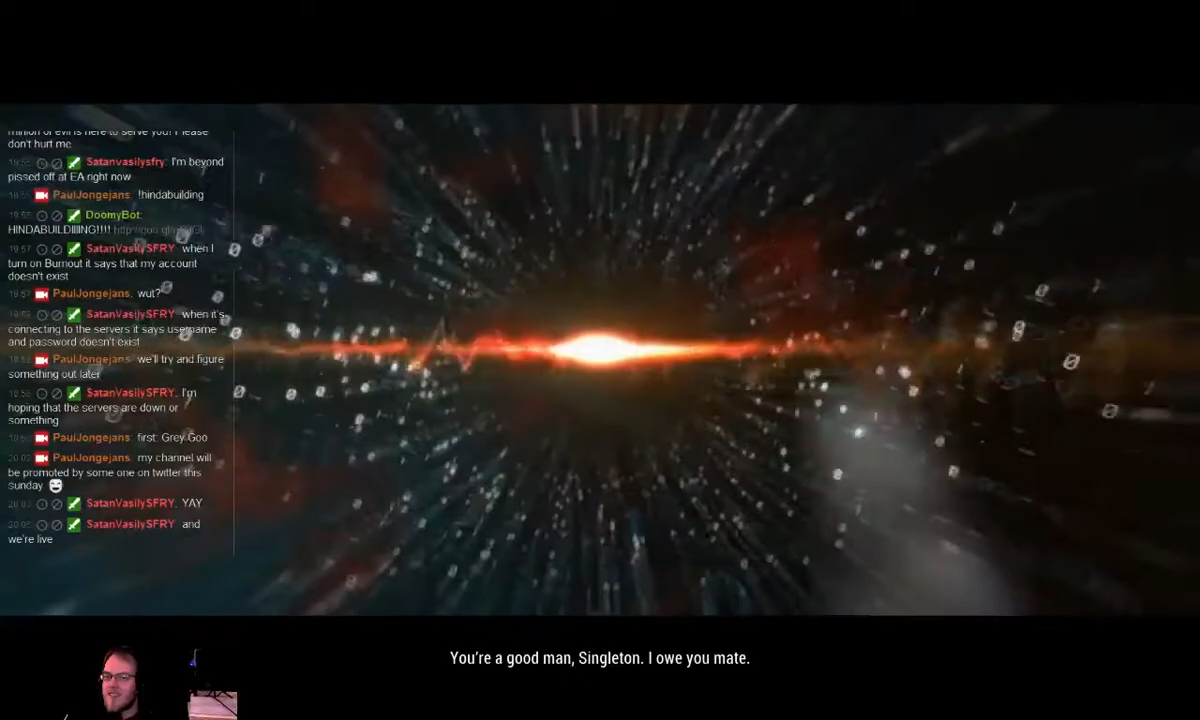 don't hurt me
Satanvasilysfry: I'm beyond
pissed off at EA right now
PaulJongejans: !hindabuilding
DoomyBot:
HINDABUILDIIIING!!!!
19:57 SatanVasilySFRY: when I
turn on Burnout it says that my account
doesn't exist
PaulJongejans: wut?
SatanVasilySFRY: when it's
connecting to the servers it says username
and password doesn't exist
PaulJongejans: we'll try and figure
something out later
SatanVasilySFRY: I'm
hoping that the servers are down or
something
PaulJongejans: first: Grey Goo
PaulJongejans: my channel will
be promoted by some one on twitter this
sunday
SatanVasilySFRY: YAY
SatanVasilySFRY: and
we're live
You're a good man, Singleton. I owe you mate.